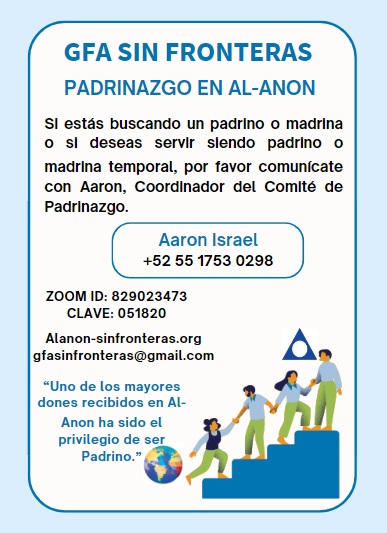 GFA SIN FRONTERAS
PADRINAZGO EN AL-ANON
Si estás buscando un padrino o madrina
o si deseas servir siendo padrino o
madrina temporal, por favor comunícate
con Aaron, Coordinador del Comité de
Padrinazgo.
Aaron Israel
+52 55 1753 0298
ZOOM ID: 829023473
CLAVE: 051820
Alanon-sinfronteras.org
gfasinfronteras@gmail.com
“Uno de los mayores
dones recibidos en Al-
Anon ha sido el
privilegio de ser
Padrino.”